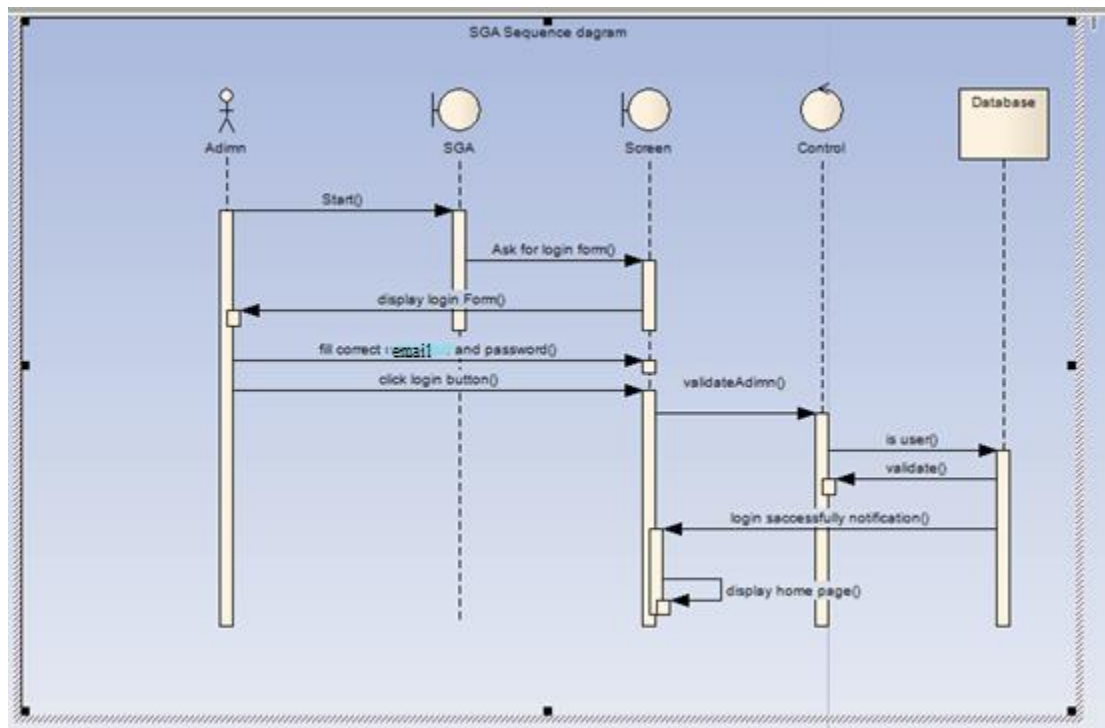 SGA Sequence dagram
Adimn
SGA
Screen
Control
Database
Start()
Ask for login form()
display login Form()
fill correct email and password()
click login button()
validateAdimn()
is user()
validate()
login saccessfully notification()
display home page()